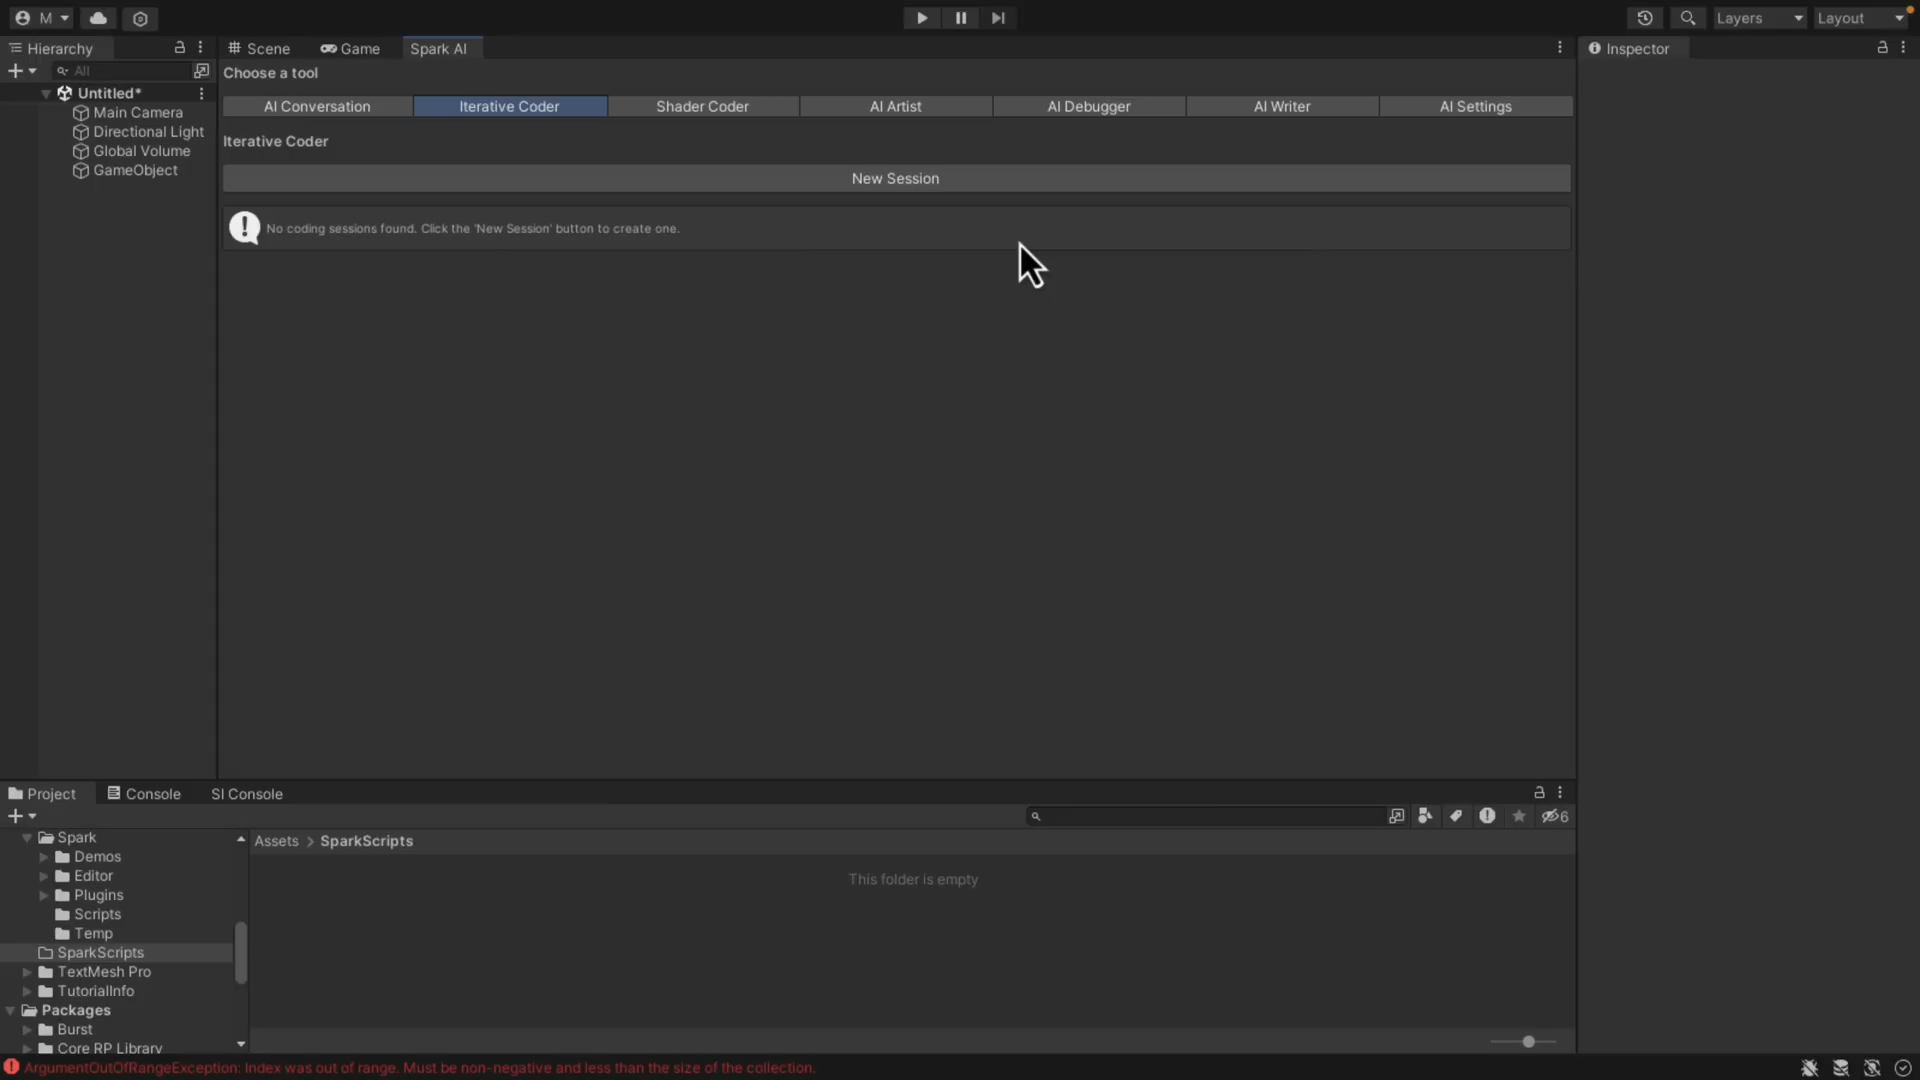 M
Layers
Layout
Hierarchy
Scene
Game
Spark AI
Inspector
All
Choose a tool
Untitled*
Main Camera
Directional Light
Global Volume
GameObject
AI Conversation
Iterative Coder
Shader Coder
AI Artist
AI Debugger
AI Writer
AI Settings
Iterative Coder
New Session
No coding sessions found. Click the 'New Session' button to create one.
Project
Console
SI Console
6
Spark
Demos
Editor
Plugins
Scripts
Temp
SparkScripts
TextMesh Pro
TutorialInfo
Packages
Burst
Core RP Library
Assets > SparkScripts
This folder is empty
ArgumentOutOfRangeException: Index was out of range. Must be non-negative and less than the size of the collection.